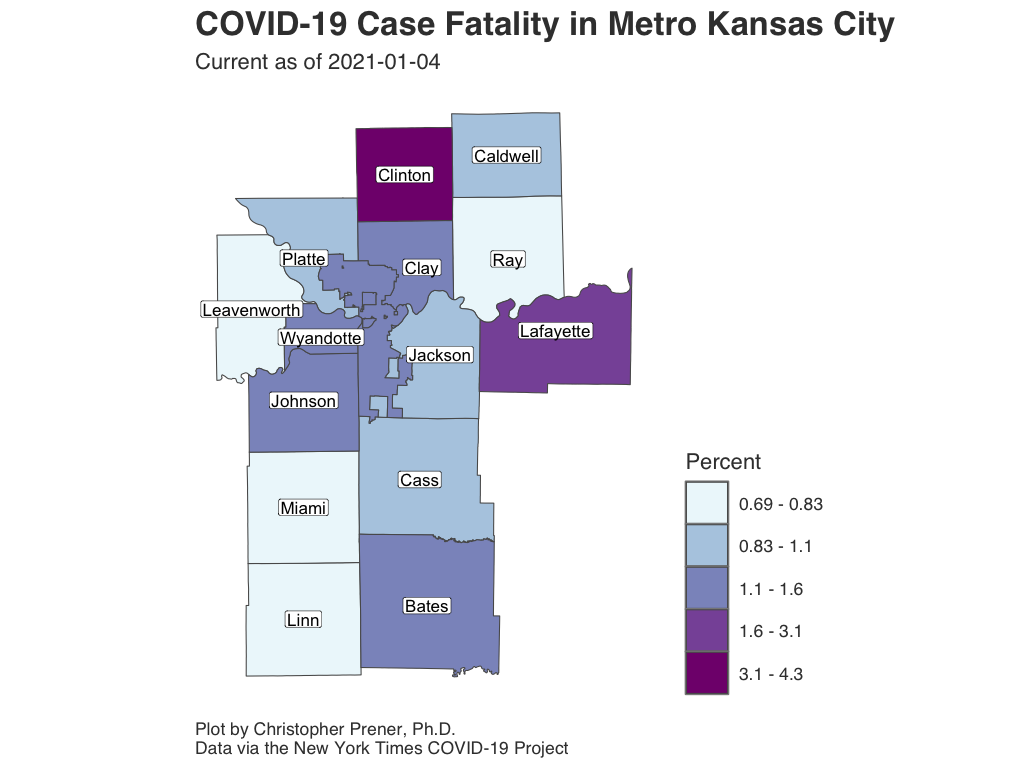 COVID-19 Case Fatality in Metro Kansas City
Current as of 2021-01-04
Caldwell
Clinton
Platte
Clay
Ray
Leavenworth
Wyandotte
Lafayette
Jackson
Johnson
Cass
Miami
Bates
Linn
Percent
0.69 - 0.83
0.83 - 1.1
1.1 - 1.6
1.6 - 3.1
3.1 - 4.3
Plot by Christopher Prener, Ph.D.
Data via the New York Times COVID-19 Project